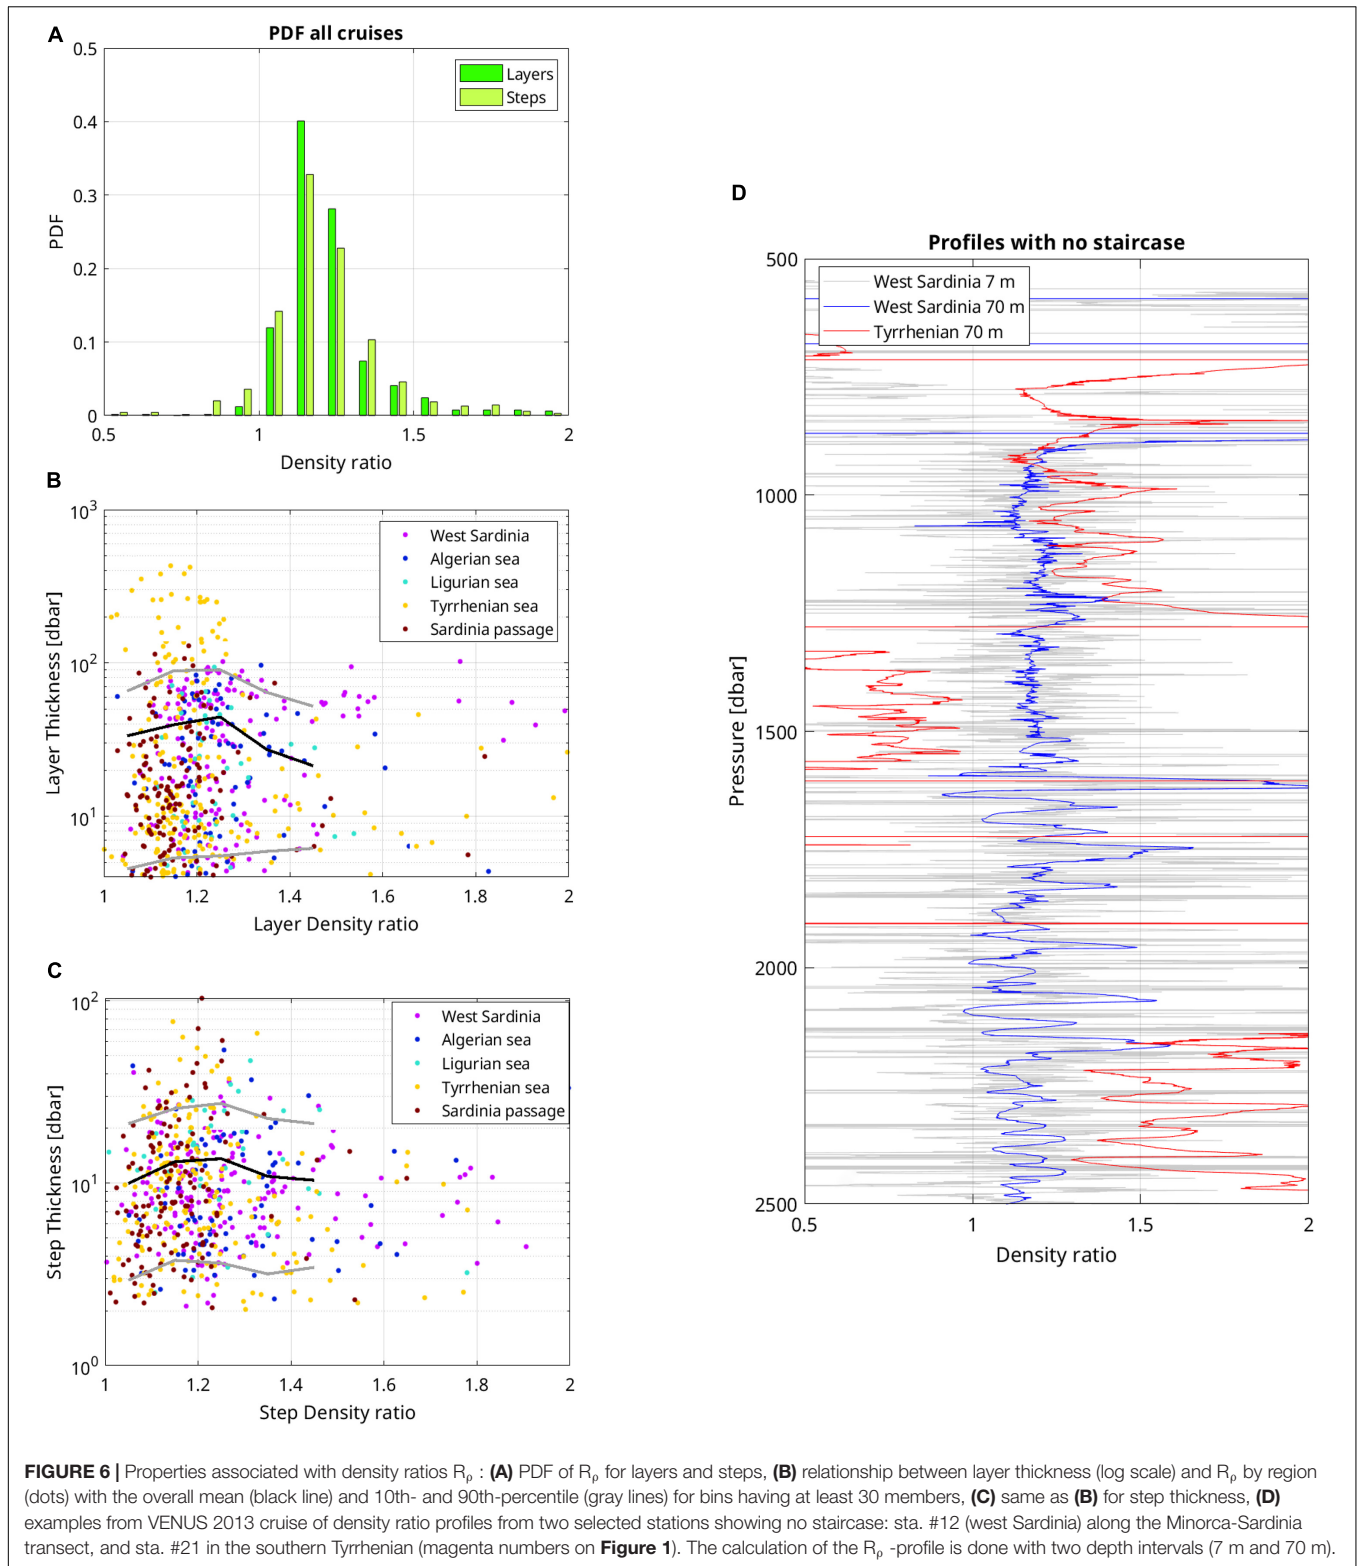 A
PDF all cruises
0.5
0.4
0.3
0.2
0.1
0
PDF
Layers
Steps
0.5 1 1.5 2
Density ratio
B
10³
10²
10¹
Layer Thickness [dbar]
West Sardinia
Algerian sea
Ligurian sea
Tyrrhenian sea
Sardinia passage
1 1.2 1.4 1.6 1.8 2
Layer Density ratio
C
10²
10¹
10⁰
Step Thickness [dbar]
West Sardinia
Algerian sea
Ligurian sea
Tyrrhenian sea
Sardinia passage
1 1.2 1.4 1.6 1.8 2
Step Density ratio
D
Profiles with no staircase
500
1000
1500
2000
2500
Pressure [dbar]
West Sardinia 7 m
West Sardinia 70 m
Tyrrhenian 70 m
0.5 1 1.5 2
Density ratio
FIGURE 6 | Properties associated with density ratios Rρ : (A) PDF of Rρ for layers and steps, (B) relationship between layer thickness (log scale) and Rρ by region
(dots) with the overall mean (black line) and 10th- and 90th-percentile (gray lines) for bins having at least 30 members, (C) same as (B) for step thickness, (D)
examples from VENUS 2013 cruise of density ratio profiles from two selected stations showing no staircase: sta. #12 (west Sardinia) along the Minorca-Sardinia
transect, and sta. #21 in the southern Tyrrhenian (magenta numbers on Figure 1). The calculation of the Rρ -profile is done with two depth intervals (7 m and 70 m).